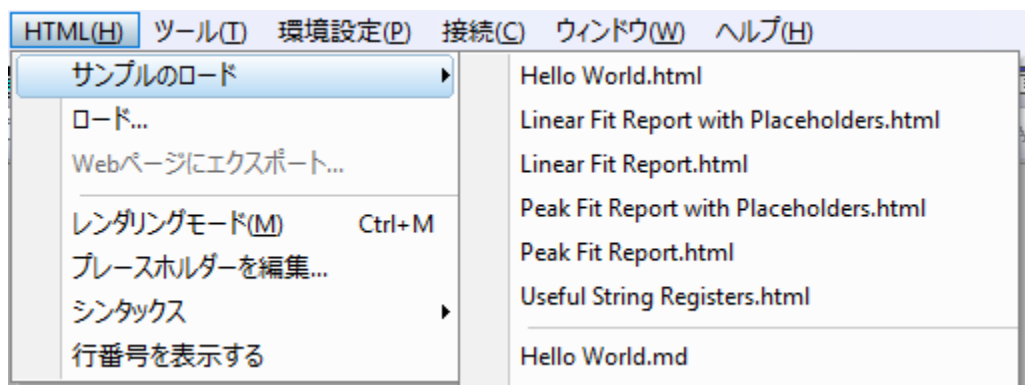 HTML(H) ツール(T) 環境設定(P) 接続(C) ウィンドウ(W) ヘルプ(H)
サンプルのロード
ロード...
Webページにエクスポート...
レンダリングモード(M) Ctrl+M
プレースホルダーを編集...
シンタックス
行番号を表示する
Hello World.html
Linear Fit Report with Placeholders.html
Linear Fit Report.html
Peak Fit Report with Placeholders.html
Peak Fit Report.html
Useful String Registers.html
Hello World.md